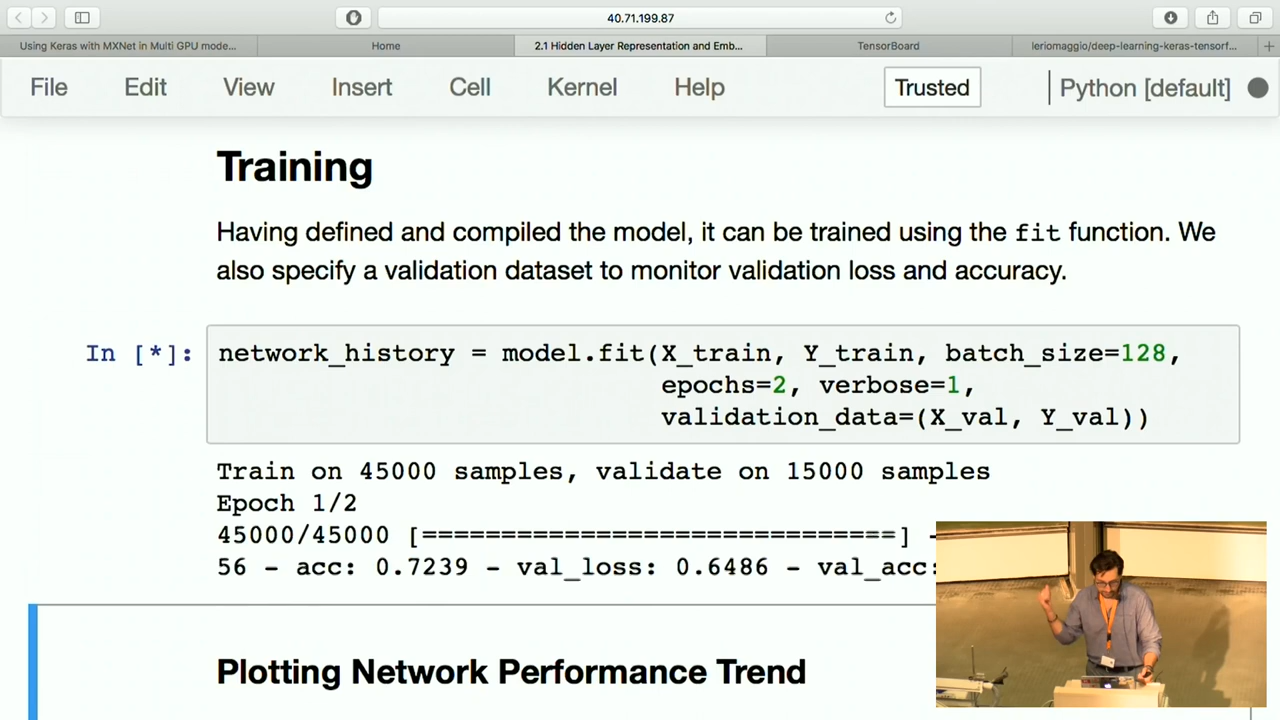 40.71.199.87
Using Keras with MXNet in Multi GPU mode...
Home
2.1 Hidden Layer Representation and Emb...
TensorBoard
leriomaggio/deep-learning-keras-tensorf...
File Edit View Insert Cell Kernel Help Trusted Python [default]
Training
Having defined and compiled the model, it can be trained using the fit function. We
also specify a validation dataset to monitor validation loss and accuracy.
In [*]: network_history = model.fit(X_train, Y_train, batch_size=128,
epochs=2, verbose=1,
validation_data=(X_val, Y_val))
Train on 45000 samples, validate on 15000 samples
Epoch 1/2
45000/45000 [==============================] -
56 - acc: 0.7239 - val_loss: 0.6486 - val_acc:
Plotting Network Performance Trend